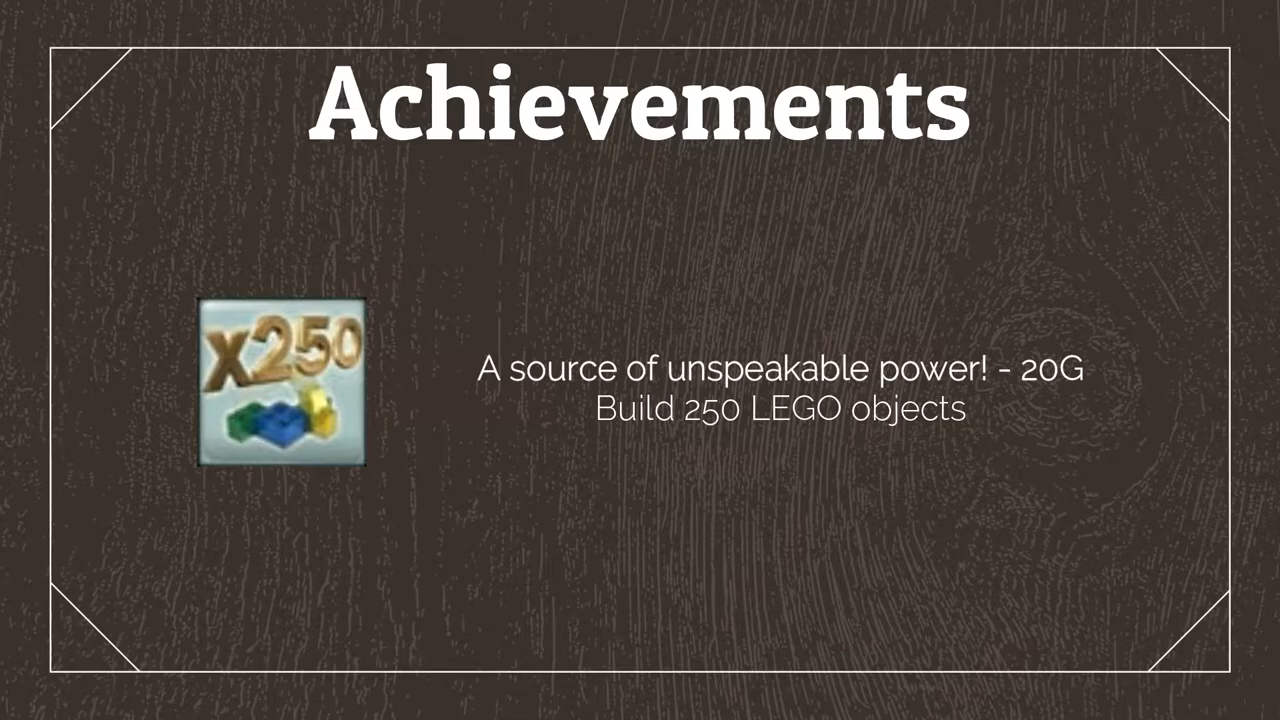 Achievements
x250
A source of unspeakable power! - 20G
Build 250 LEGO objects